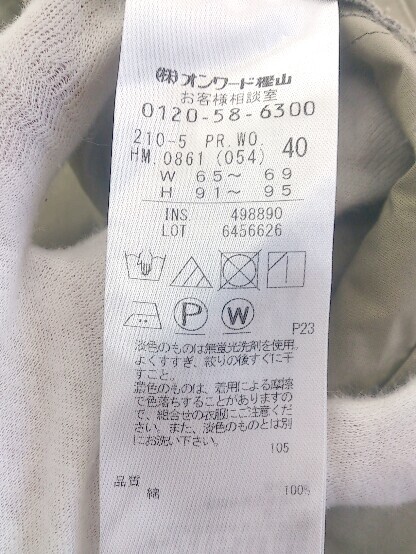 (株)オンワード樫山
お客様相談室
0120-58-6300
210-5 PR.WO.
HM.0861(054) 40
W 65～ 69
H 91～ 95
INS 498890
LOT 6456626
P W
P23
淡色のものは無蛍光洗剤を使用。
よくすすぎ、絞りの後すぐに干
すこと。
濃色のものは、着用による摩擦
で色落ちすることがありますの
で、組合せの衣服にご注意くだ
さい。また、淡色のものとは別
にお洗い下さい。
105
品質
綿 100%